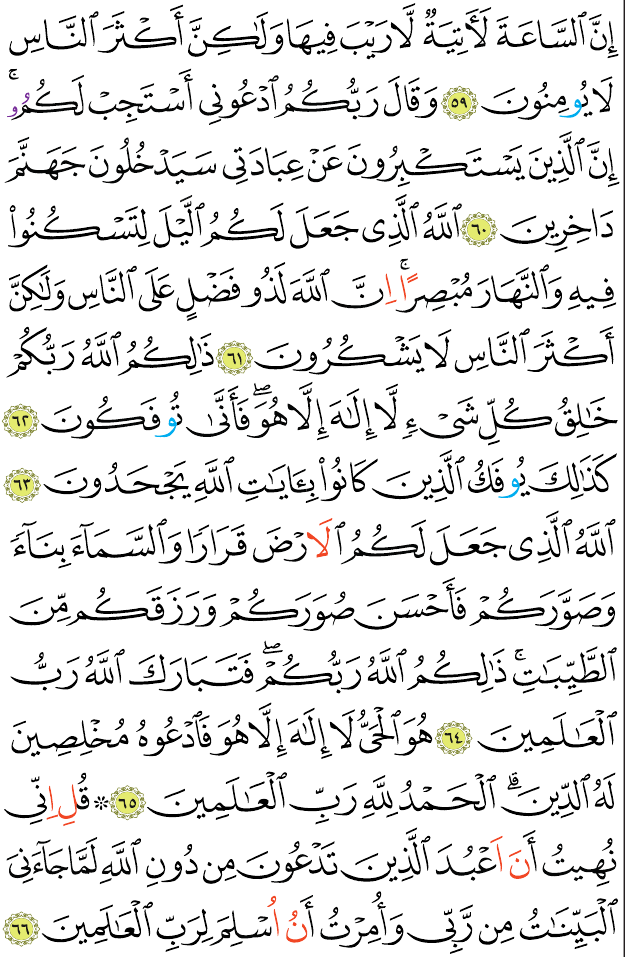 إِنَّ ٱلسَّاعَةَ لَأٓتِيَةٌ لَّا رَيْبَ فِيهَا وَلَٰكِنَّ أَكْثَرَ ٱلنَّاسِ
لَا يُومِنُونَ ٥٩ وَقَالَ رَبُّكُمُ ٱدْعُونِي أَسْتَجِبْ لَكُمُۥٓۚ
إِنَّ ٱلَّذِينَ يَسْتَكْبِرُونَ عَنْ عِبَادَتِي سَيَدْخُلُونَ جَهَنَّمَ
دَاخِرِينَ ٦٠ ٱللَّهُ ٱلَّذِي جَعَلَ لَكُمُ ٱلَّيْلَ لِتَسْكُنُوا۟
فِيهِ وَٱلنَّهَارَ مُبْصِرًاۚ اِنَّ ٱللَّهَ لَذُو فَضْلٍ عَلَى ٱلنَّاسِ وَلَٰكِنَّ
أَكْثَرَ ٱلنَّاسِ لَا يَشْكُرُونَ ٦١ ذَٰلِكُمُ ٱللَّهُ رَبُّكُمْ
خَٰلِقُ كُلِّ شَيْءٍ لَّا إِلَٰهَ إِلَّا هُوَۖ فَأَنَّىٰ تُوفَكُونَ ٦٢
كَذَٰلِكَ يُوفَكُ ٱلَّذِينَ كَانُوا۟ بِـَٔايَٰتِ ٱللَّهِ يَجْحَدُونَ ٦٣
ٱللَّهُ ٱلَّذِي جَعَلَ لَكُمُ ٱلَارْضَ قَرَارًا وَٱلسَّمَآءَ بِنَآءً
وَصَوَّرَكُمْ فَأَحْسَنَ صُوَرَكُمْ وَرَزَقَكُم مِّنَ
ٱلطَّيِّبَٰتِۚ ذَٰلِكُمُ ٱللَّهُ رَبُّكُمْۖ فَتَبَارَكَ ٱللَّهُ رَبُّ
ٱلْعَٰلَمِينَ ٦٤ هُوَ ٱلْحَيُّ لَا إِلَٰهَ إِلَّا هُوَ فَٱدْعُوهُ مُخْلِصِينَ
لَهُ ٱلدِّينَۗ ٱلْحَمْدُ لِلَّهِ رَبِّ ٱلْعَٰلَمِينَ ٦٥ ۞ قُلِ اِنِّي
نُهِيتُ أَنَ اَعْبُدَ ٱلَّذِينَ تَدْعُونَ مِن دُونِ ٱللَّهِ لَمَّا جَآءَنِيَ
ٱلْبَيِّنَٰتُ مِن رَّبِّي وَأُمِرْتُ أَنُ اُسْلِمَ لِرَبِّ ٱلْعَٰلَمِينَ ٦٦